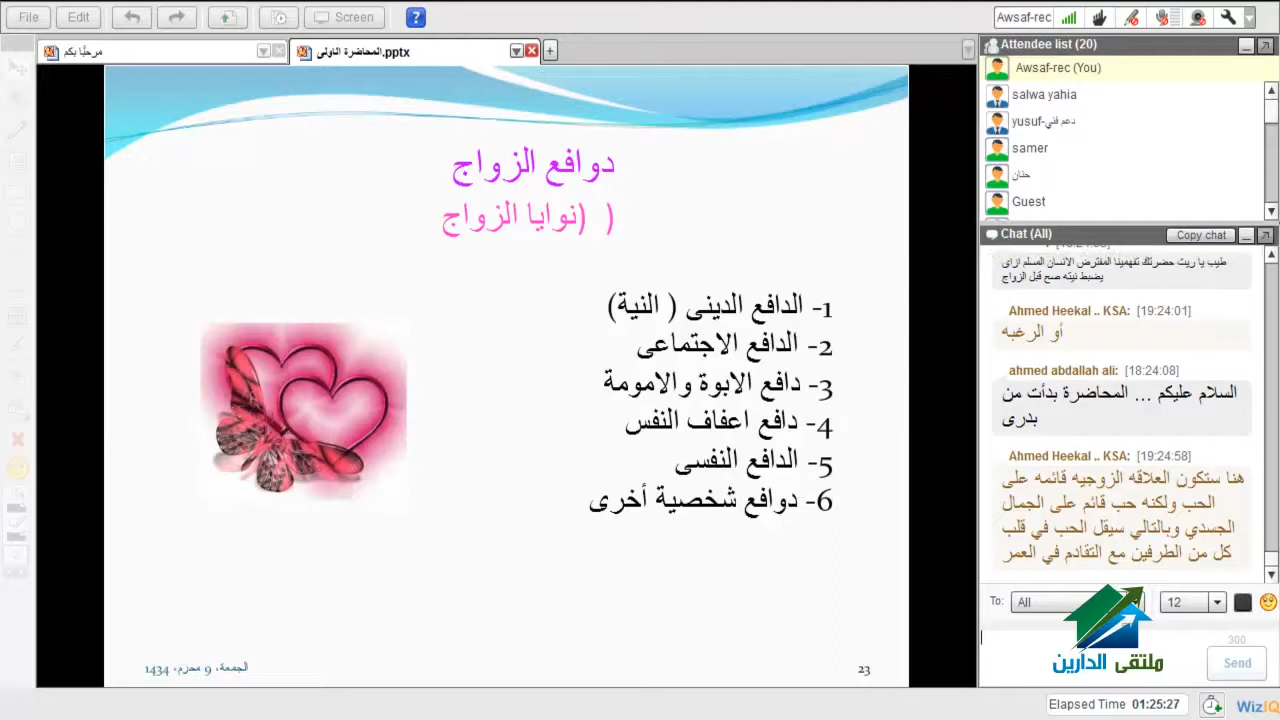 File
Edit
Screen
?
Awsaf-rec
مرحبًا بكم
المحاضرة الاولى.pptx
+
دوافع الزواج
( نوايا الزواج)
1- الدافع الدينى ( النية)
2- الدافع الاجتماعى
3- دافع الابوة والامومة
4- دافع اعفاف النفس
5- الدافع النفسى
6- دوافع شخصية أخرى
الجمعة، 9 محرم، 1434
23
Attendee list (20)
Awsaf-rec (You)
salwa yahia
yusuf-دعم فني
samer
حنان
Guest
Chat (All)
Copy chat
طيب يا ريت حضرتك تفهمينا المفترض الانسان المسلم ازاى
يضبط نيته صح قبل الزواج
Ahmed Heekal .. KSA: [19:24:01]
أو الرغبه
ahmed abdallah ali: [18:24:08]
السلام عليكم ... المحاضرة بدأت من
بدرى
Ahmed Heekal .. KSA: [19:24:58]
هنا ستكون العلاقه الزوجيه قائمه على
الحب ولكنه حب قائم على الجمال
الجسدي وبالتالي سيقل الحب في قلب
كل من الطرفين مع التقادم في العمر
To: All
12
ملتقى الدارين
300
Send
Elapsed Time 01:25:27
WizIQ